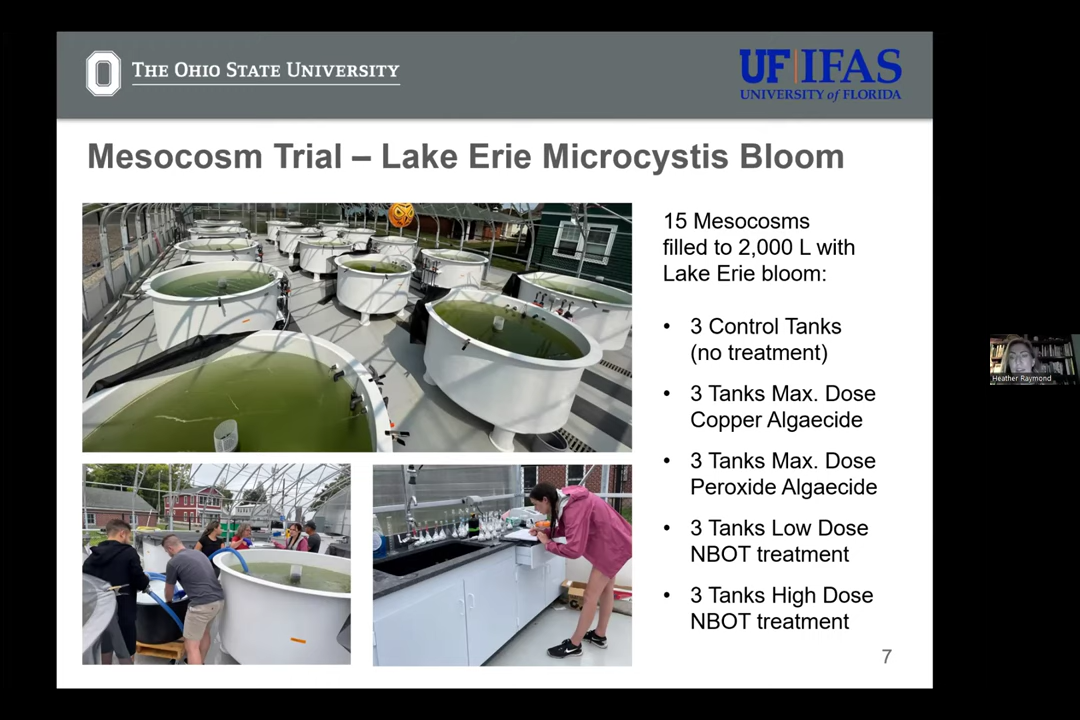 THE OHIO STATE UNIVERSITY
UF|IFAS
UNIVERSITY of FLORIDA
Mesocosm Trial – Lake Erie Microcystis Bloom
15 Mesocosms
filled to 2,000 L with
Lake Erie bloom:
• 3 Control Tanks
(no treatment)
• 3 Tanks Max. Dose
Copper Algaecide
• 3 Tanks Max. Dose
Peroxide Algaecide
• 3 Tanks Low Dose
NBOT treatment
• 3 Tanks High Dose
NBOT treatment
7
Heather Raymond